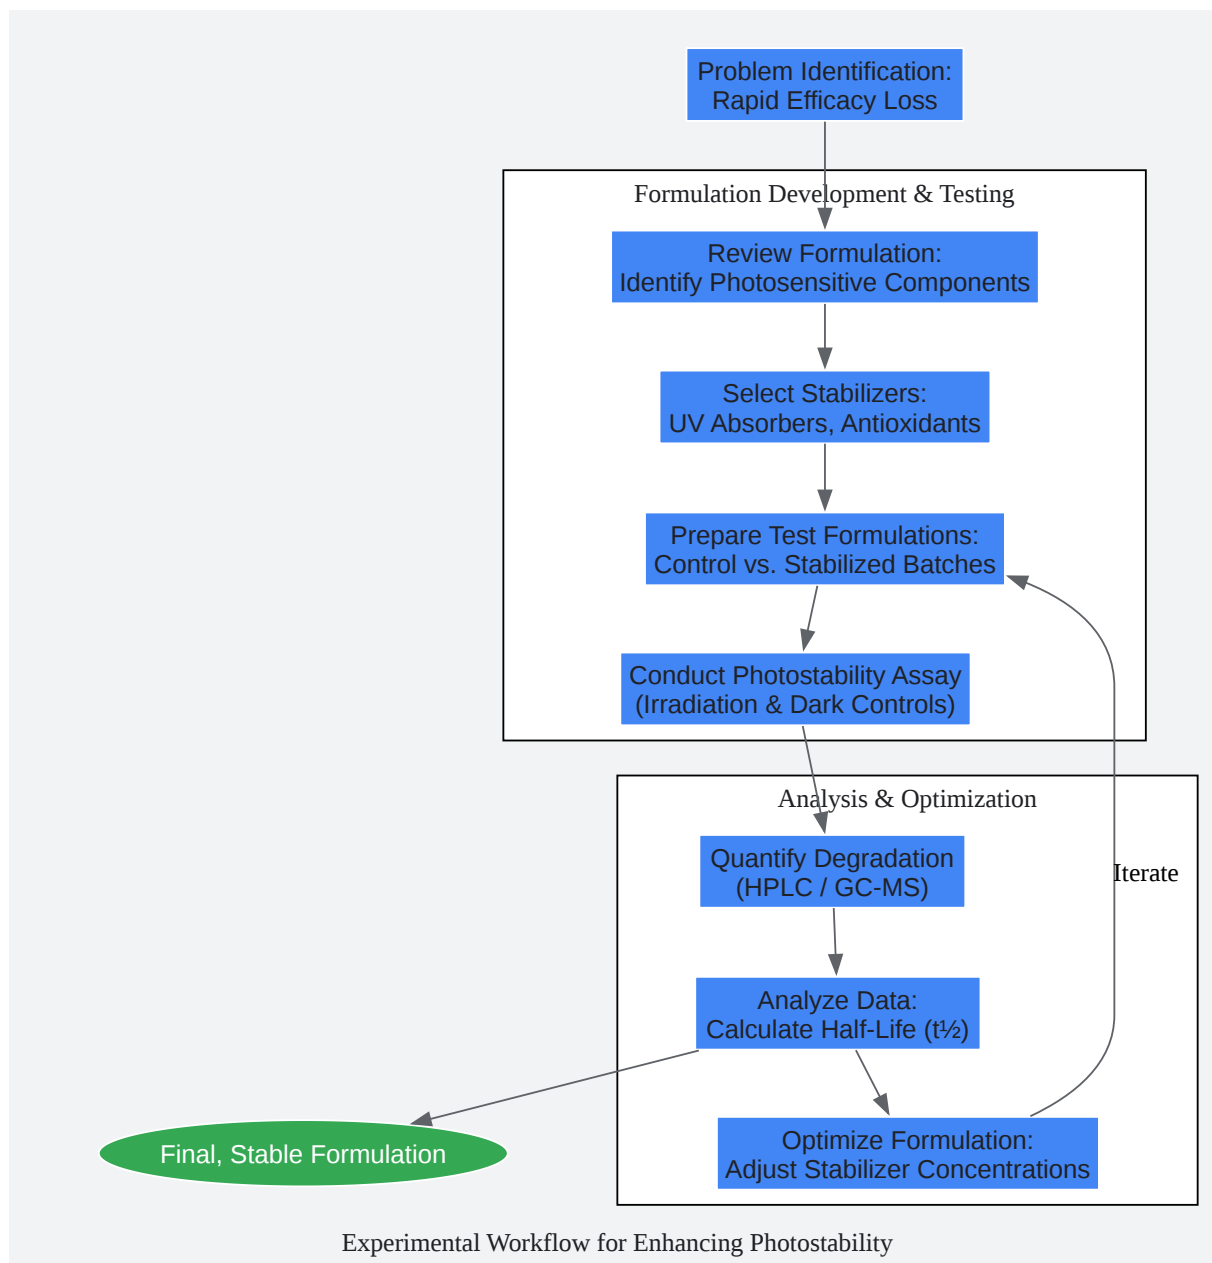 Problem Identification:
Rapid Efficacy Loss
Formulation Development & Testing
Review Formulation:
Identify Photosensitive Components
Select Stabilizers:
UV Absorbers, Antioxidants
Prepare Test Formulations:
Control vs. Stabilized Batches
Conduct Photostability Assay
(Irradiation & Dark Controls)
Analysis & Optimization
Quantify Degradation
(HPLC / GC-MS)
Iterate
Analyze Data:
Calculate Half-Life (t½)
Final, Stable Formulation
Optimize Formulation:
Adjust Stabilizer Concentrations
Experimental Workflow for Enhancing Photostability